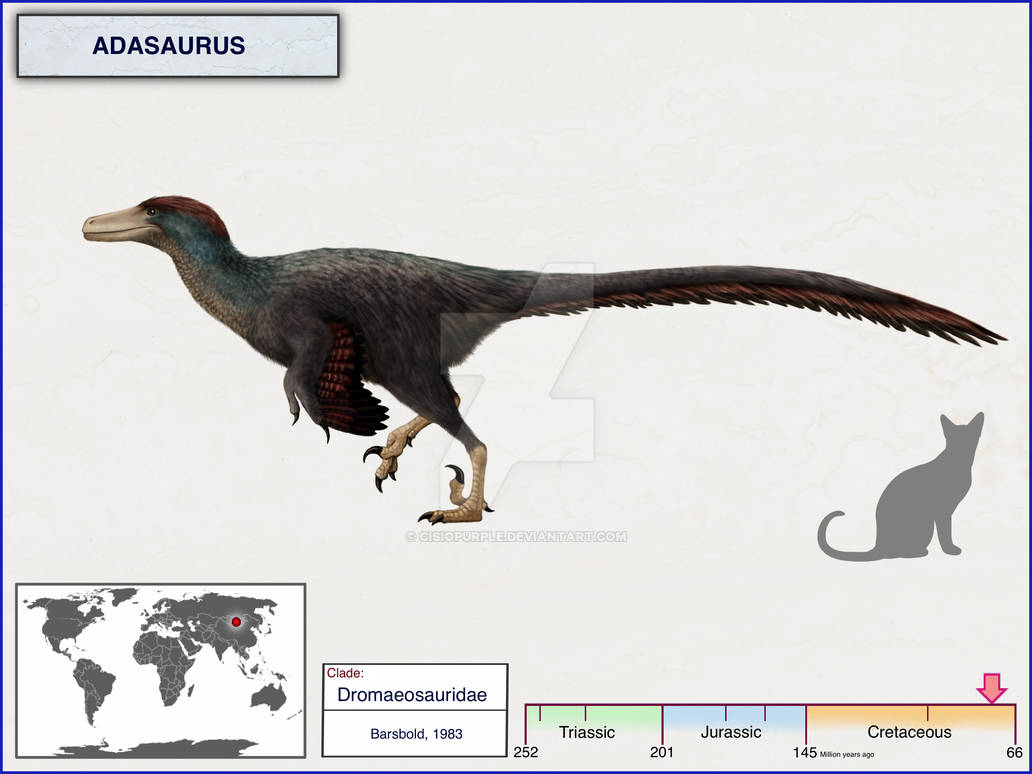 ADASAURUS
© CISIOPURPLE.DEVIANTART.COM
Clade:
Dromaeosauridae
Barsbold, 1983
Triassic
Jurassic
Cretaceous
252
201
145 Million years ago
66